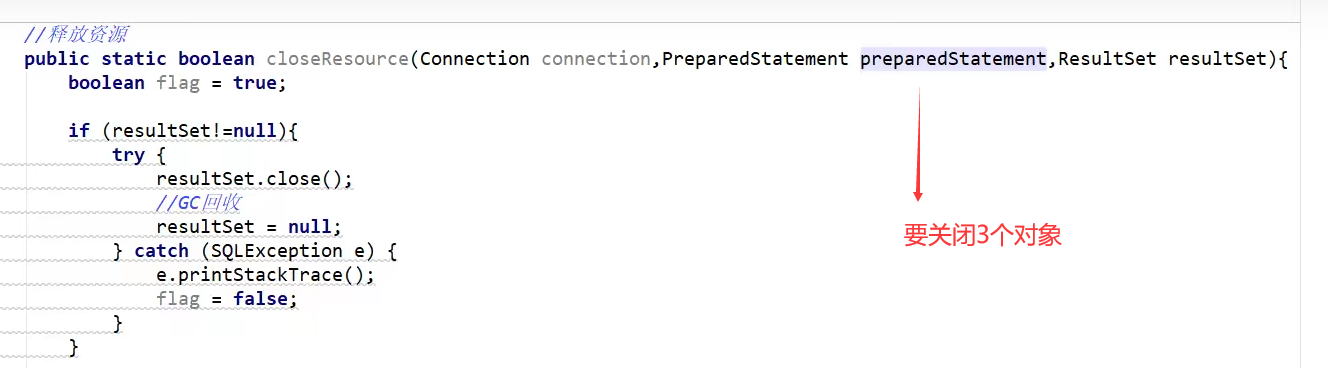 //释放资源
public static boolean closeResource(Connection connection,PreparedStatement preparedStatement,ResultSet resultSet){
    boolean flag = true;
    if (resultSet!=null){
        try {
            resultSet.close();
            //GC回收
            resultSet = null;
        } catch (SQLException e) {
            e.printStackTrace();
            flag = false;
        }
    }
要关闭3个对象